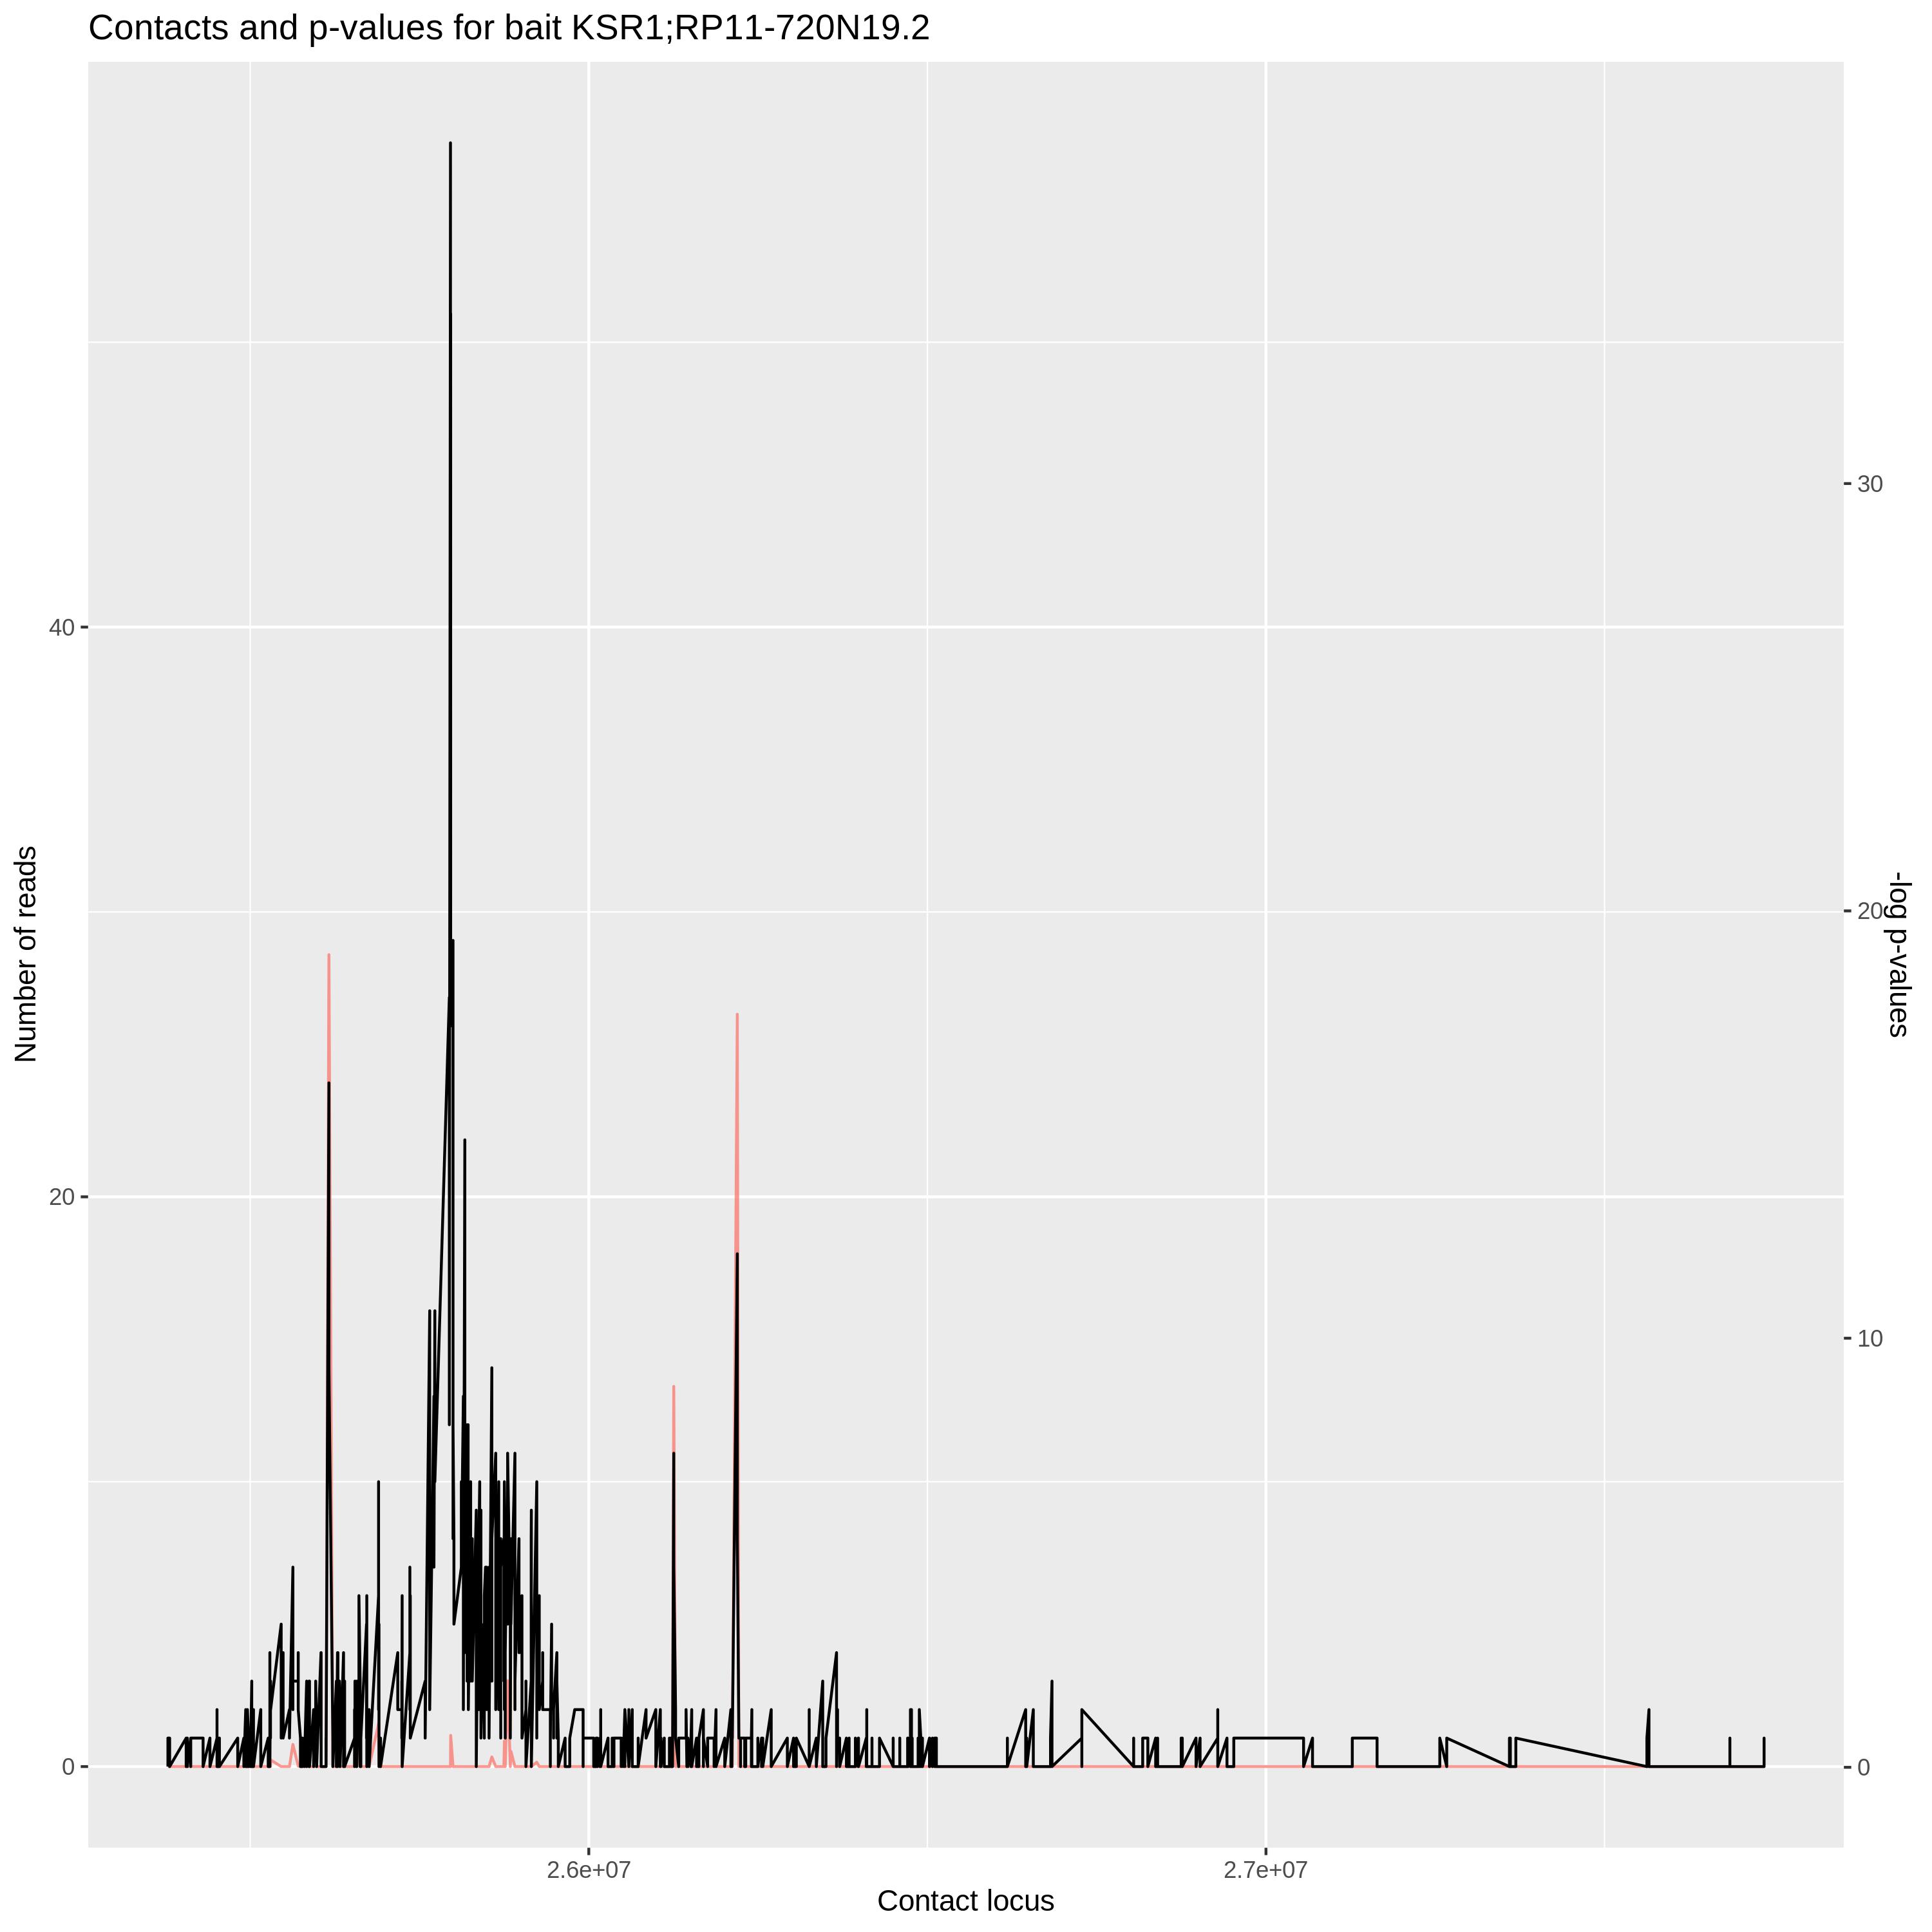 Contacts and p-values for bait KSR1;RP11-720N19.2
Number of reads
40
20
0
30
20
10
0
-log p-values
2.6e+07
2.7e+07
Contact locus